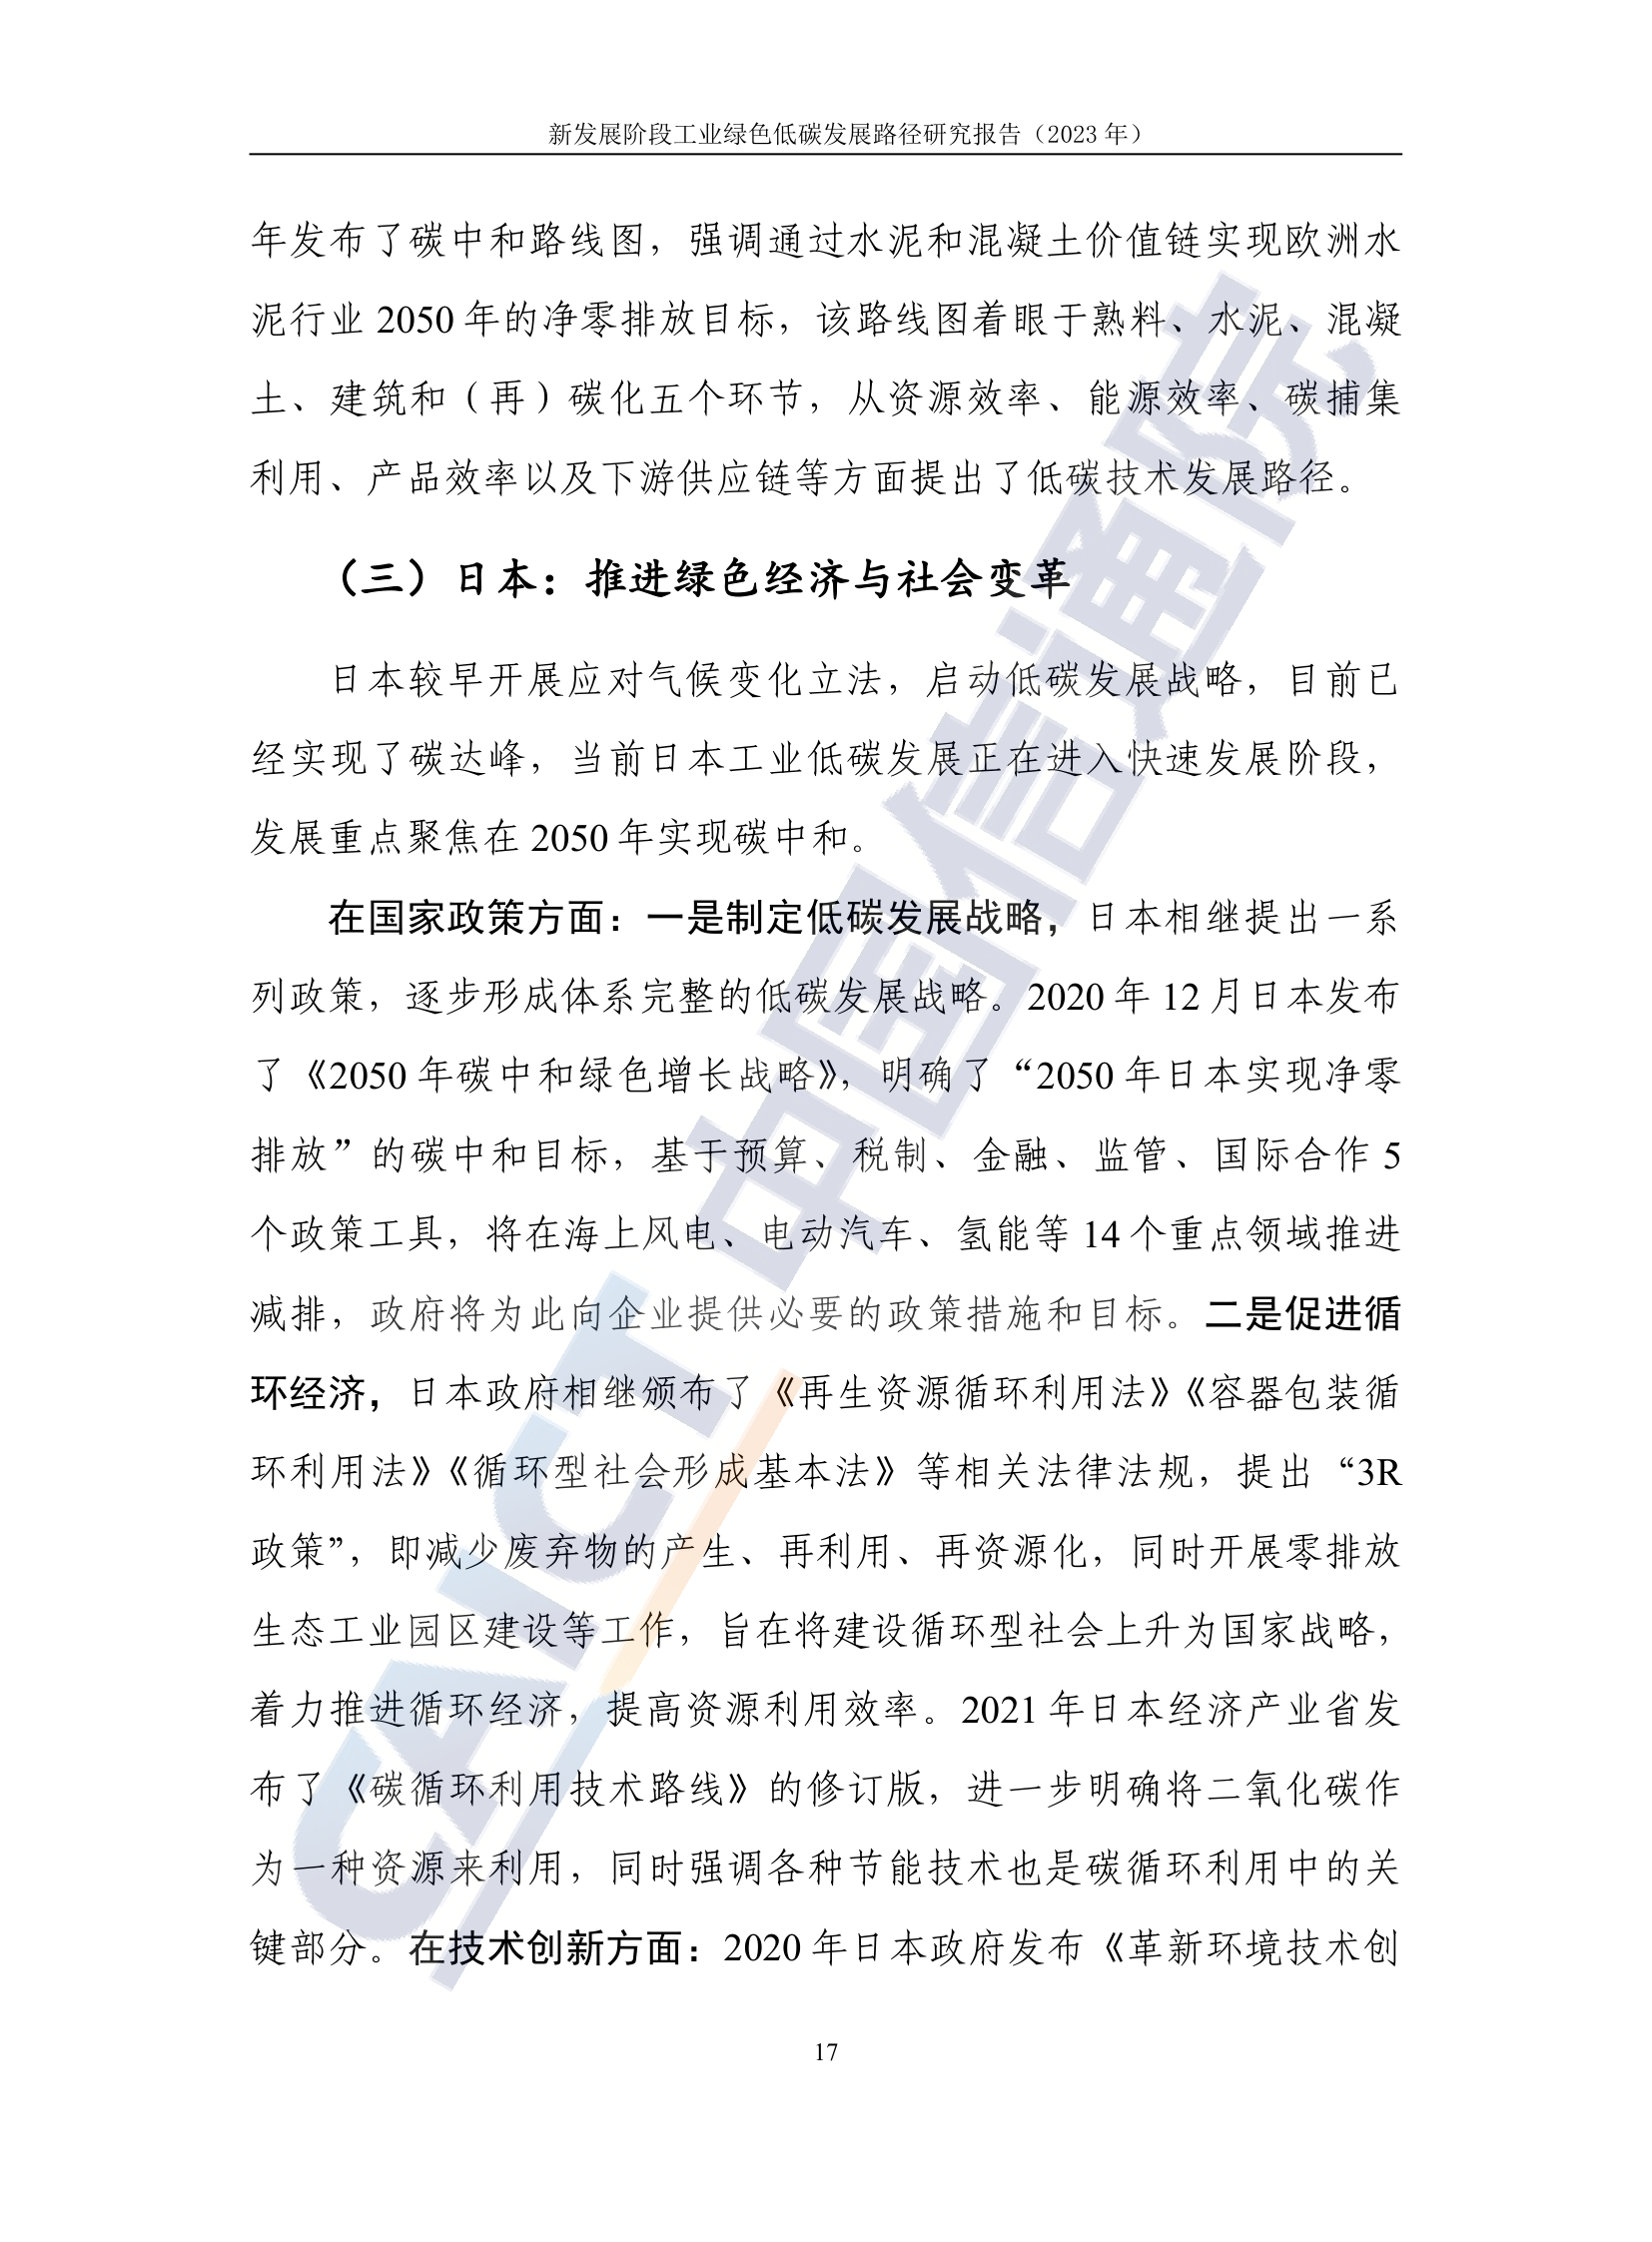 新发展阶段工业绿色低碳发展路径研究报告（2023 年）
年发布了碳中和路线图，强调通过水泥和混凝土价值链实现欧洲水
泥行业 2050 年的净零排放目标，该路线图着眼于熟料、水泥、混凝
土、建筑和（再）碳化五个环节，从资源效率、能源效率、碳捕集
利用、产品效率以及下游供应链等方面提出了低碳技术发展路径。
（三）日本：推进绿色经济与社会变革
日本较早开展应对气候变化立法，启动低碳发展战略，目前已
经实现了碳达峰，当前日本工业低碳发展正在进入快速发展阶段，
发展重点聚焦在 2050 年实现碳中和。
在国家政策方面：一是制定低碳发展战略，日本相继提出一系
列政策，逐步形成体系完整的低碳发展战略。2020 年 12 月日本发布
了《2050 年碳中和绿色增长战略》，明确了“2050 年日本实现净零
排放”的碳中和目标，基于预算、税制、金融、监管、国际合作 5
个政策工具，将在海上风电、电动汽车、氢能等 14 个重点领域推进
减排，政府将为此向企业提供必要的政策措施和目标。二是促进循
环经济，日本政府相继颁布了《再生资源循环利用法》《容器包装循
环利用法》《循环型社会形成基本法》等相关法律法规，提出“3R
政策”，即减少废弃物的产生、再利用、再资源化，同时开展零排放
生态工业园区建设等工作，旨在将建设循环型社会上升为国家战略，
着力推进循环经济，提高资源利用效率。2021 年日本经济产业省发
布了《碳循环利用技术路线》的修订版，进一步明确将二氧化碳作
为一种资源来利用，同时强调各种节能技术也是碳循环利用中的关
键部分。在技术创新方面：2020 年日本政府发布《革新环境技术创
17
CAICT 中国信通院